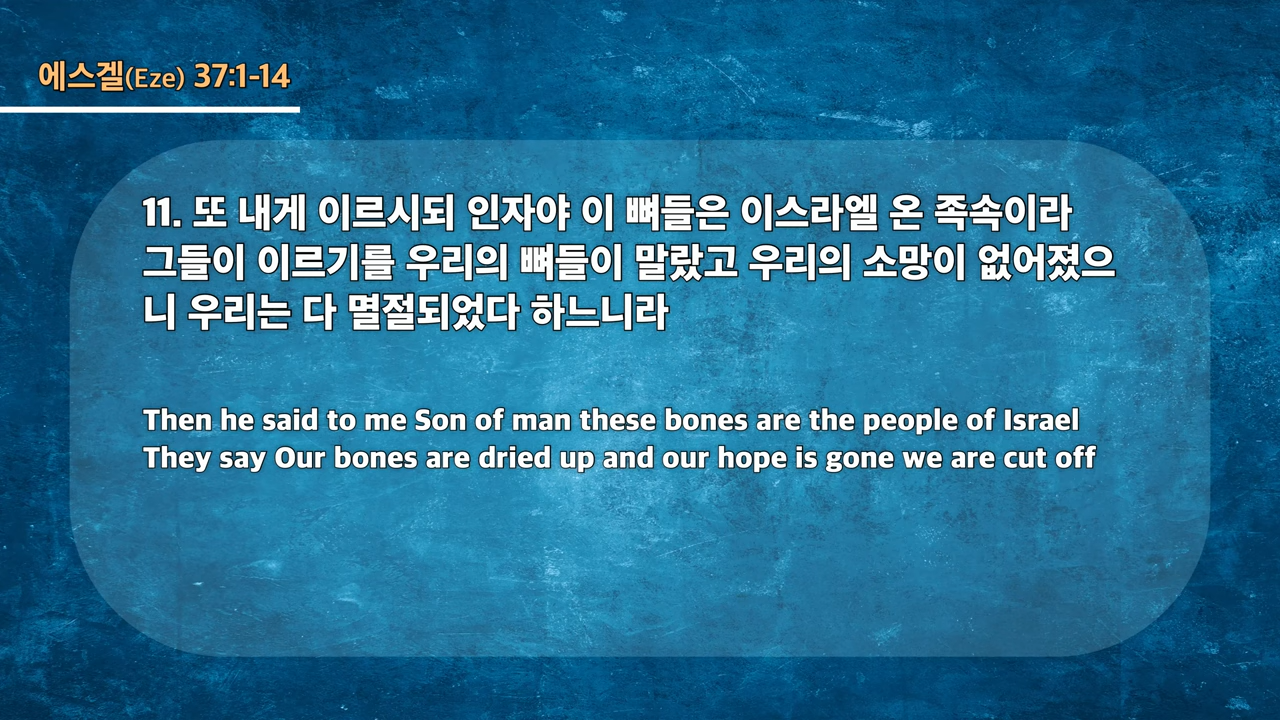 에스겔(Eze) 37:1-14
11. 또 내게 이르시되 인자야 이 뼈들은 이스라엘 온 족속이라
그들이 이르기를 우리의 뼈들이 말랐고 우리의 소망이 없어졌으
니 우리는 다 멸절되었다 하느니라
Then he said to me Son of man these bones are the people of Israel
They say Our bones are dried up and our hope is gone we are cut off